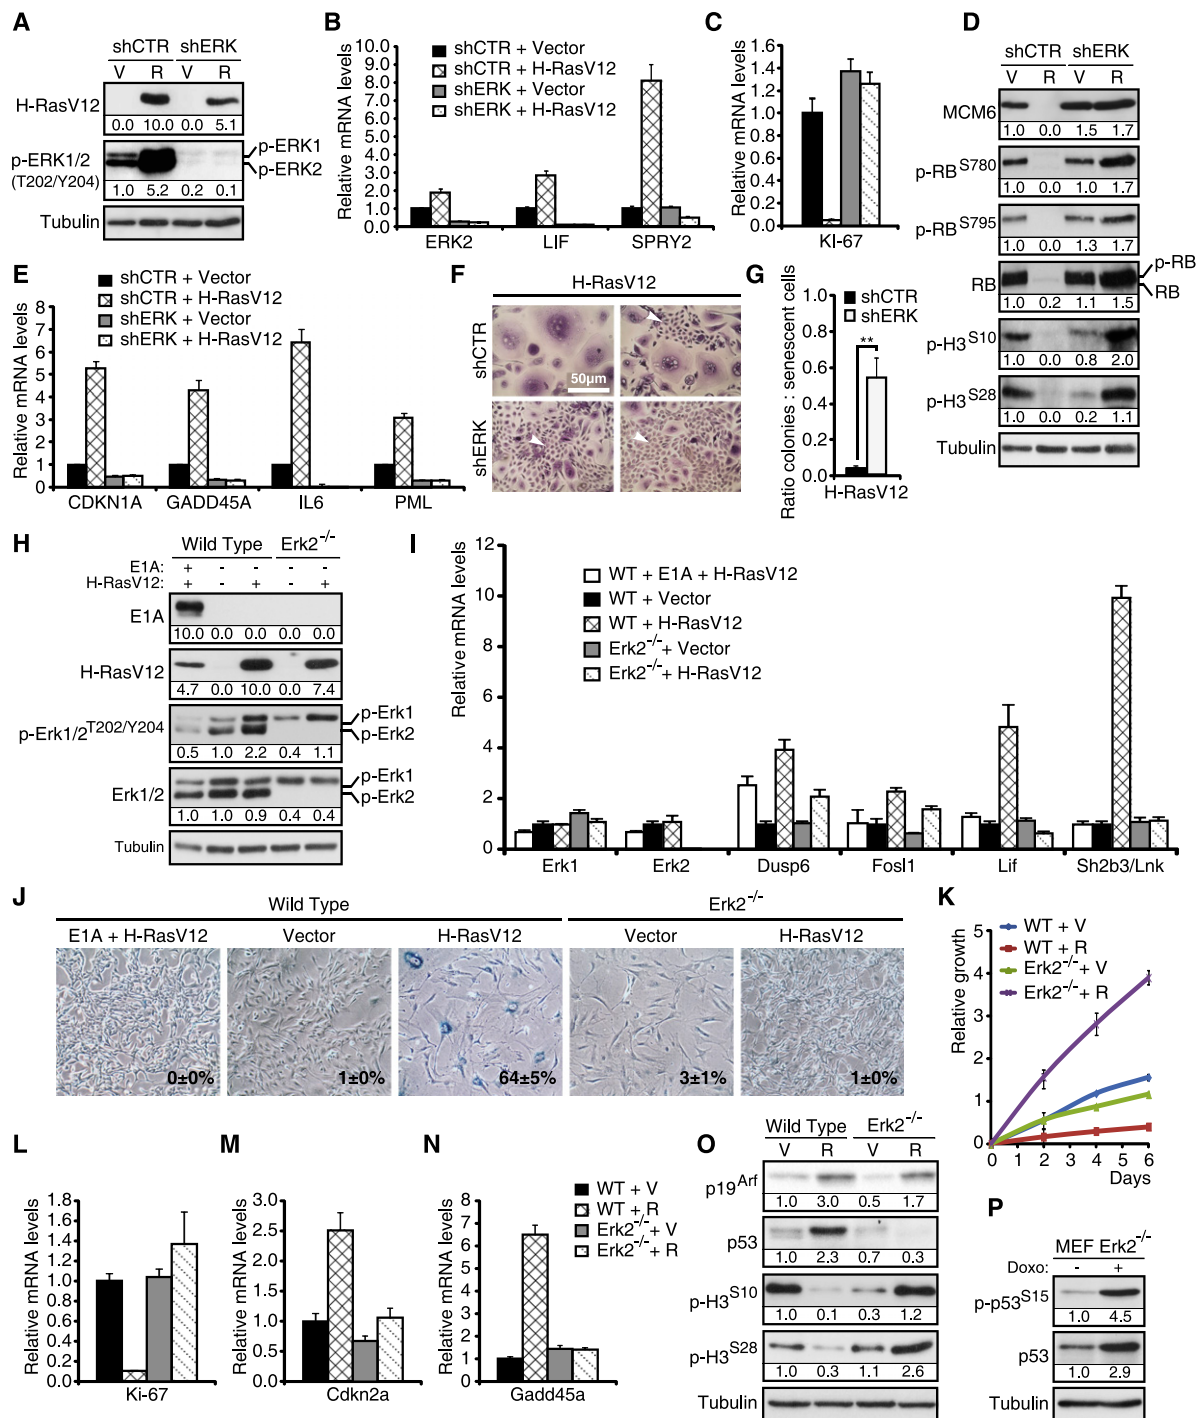 A
shCTR shERK
V R V R
H-RasV12
0.0 10.0 0.0 5.1
p-ERK1/2
(T202/Y204)
p-ERK1
p-ERK2
1.0 5.2 0.2 0.1
Tubulin
B
Relative mRNA levels
10.0
9.0
8.0
7.0
6.0
5.0
4.0
3.0
2.0
1.0
0.0
shCTR + Vector
shCTR + H-RasV12
shERK + Vector
shERK + H-RasV12
ERK2 LIF SPRY2
C
Relative mRNA levels
1.6
1.4
1.2
1.0
0.8
0.6
0.4
0.2
0.0
KI-67
D
shCTR shERK
V R V R
MCM6
1.0 0.0 1.5 1.7
p-RB S780
1.0 0.0 1.0 1.7
p-RB S795
1.0 0.0 1.3 1.7
RB
p-RB
RB
1.0 0.2 1.1 1.5
p-H3 S10
1.0 0.0 0.8 2.0
p-H3 S28
1.0 0.0 0.2 1.1
Tubulin
E
Relative mRNA levels
8
7
6
5
4
3
2
1
0
shCTR + Vector
shCTR + H-RasV12
shERK + Vector
shERK + H-RasV12
CDKN1A GADD45A IL6 PML
F
H-RasV12
shCTR
50µm
shERK
G
Ratio colonies : senescent cells
1.0
0.8
0.6
0.4
0.2
0.0
shCTR
shERK
**
H-RasV12
H
Wild Type Erk2-/-
E1A: + - + - +
H-RasV12: + - + - +
E1A
10.0 0.0 0.0 0.0 0.0
H-RasV12
4.7 0.0 10.0 0.0 7.4
p-Erk1/2 T202/Y204
p-Erk1
p-Erk2
0.5 1.0 2.2 0.4 1.1
Erk1/2
p-Erk1
p-Erk2
1.0 1.0 0.9 0.4 0.4
Tubulin
I
Relative mRNA levels
12
10
8
6
4
2
0
WT + E1A + H-RasV12
WT + Vector
WT + H-RasV12
Erk2-/- + Vector
Erk2-/- + H-RasV12
Erk1 Erk2 Dusp6 Fosl1 Lif Sh2b3/Lnk
J
Wild Type Erk2-/-
E1A + H-RasV12 Vector H-RasV12 Vector H-RasV12
0±0% 1±0% 64±5% 3±1% 1±0%
K
Relative growth
5
4
3
2
1
0
WT + V
WT + R
Erk2-/- + V
Erk2-/- + R
0 2 4 6
Days
L
Relative mRNA levels
1.8
1.6
1.4
1.2
1.0
0.8
0.6
0.4
0.2
0.0
Ki-67
M
Relative mRNA levels
3.0
2.5
2.0
1.5
1.0
0.5
0.0
Cdkn2a
N
Relative mRNA levels
8
7
6
5
4
3
2
1
0
WT + V
WT + R
Erk2-/- + V
Erk2-/- + R
Gadd45a
O
Wild Type Erk2-/-
V R V R
p19Arf
1.0 3.0 0.5 1.7
p53
1.0 2.3 0.7 0.3
p-H3 S10
1.0 0.1 0.3 1.2
p-H3 S28
1.0 0.3 1.1 2.6
Tubulin
P
MEF Erk2-/-
Doxo: - +
p-p53 S15
1.0 4.5
p53
1.0 2.9
Tubulin